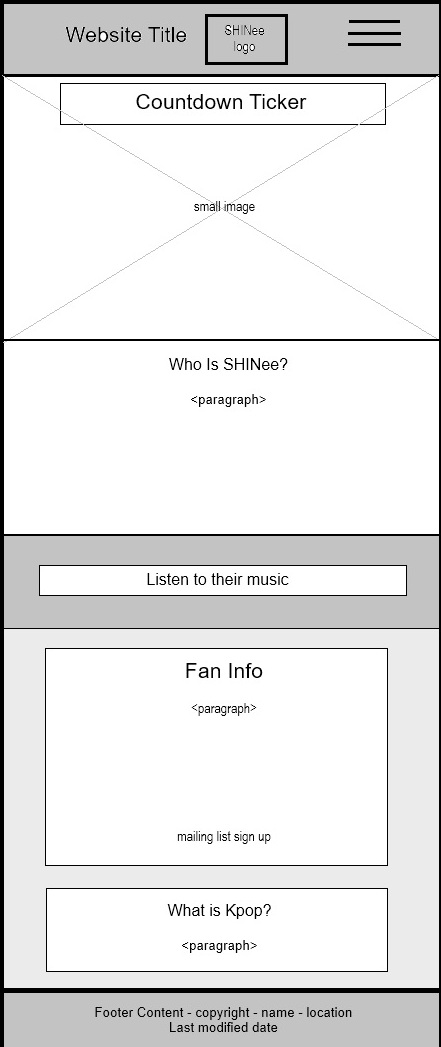 Website Title
SHINee
logo
Countdown Ticker
small image
Who Is SHINee?
<paragraph>
Listen to their music
Fan Info
<paragraph>
mailing list sign up
What is Kpop?
<paragraph>
Footer Content - copyright - name - location
Last modified date